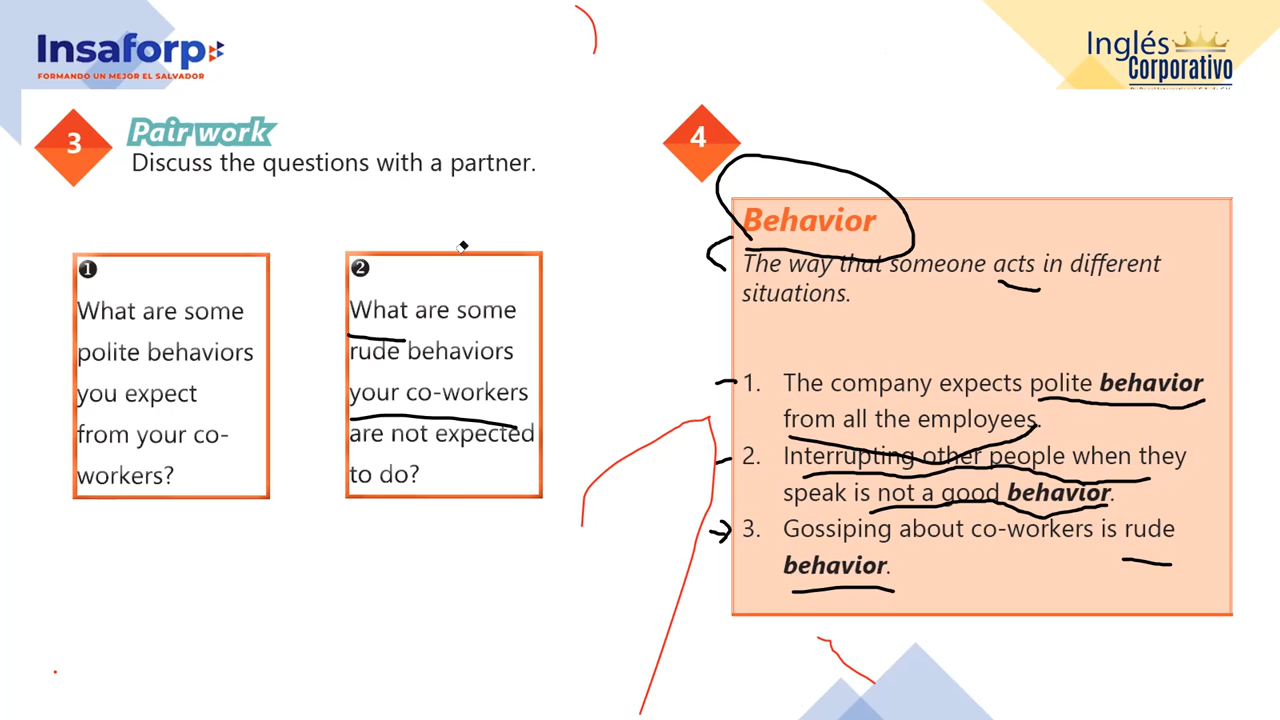 Insaforp
FORMANDO UN MEJOR EL SALVADOR
Inglés
Corporativo
3
Pair work
Discuss the questions with a partner.
1
What are some
polite behaviors
you expect
from your co-
workers?
2
What are some
rude behaviors
your co-workers
are not expected
to do?
4
Behavior
The way that someone acts in different
situations.
1. The company expects polite behavior
from all the employees.
2. Interrupting other people when they
speak is not a good behavior.
3. Gossiping about co-workers is rude
behavior.